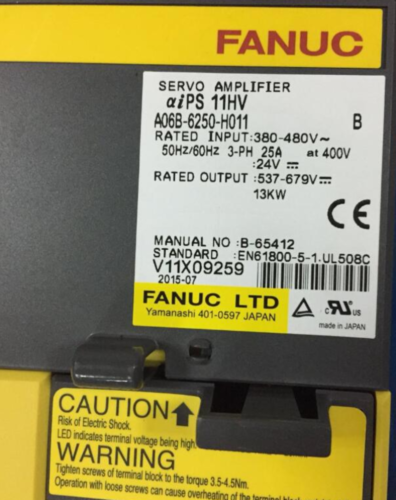 FANUC
SERVO AMPLIFIER
αiPS 11HV
A06B-6250-H011 B
RATED INPUT:380-480V~
50Hz/60Hz 3-PH 25A at 400V
:24V ⎓
RATED OUTPUT :537-679V⎓
13KW
CE
MANUAL NO :B-65412
STANDARD :EN61800-5-1.UL508C
V11X09259
2015-07
FANUC LTD
Yamanashi 401-0597 JAPAN
c RU US
made in JAPAN
CAUTION
Risk of Electric Shock.
LED indicates terminal voltage being high
WARNING
Tighten screws of terminal block to the torque 3.5-4.5Nm.
Operation with loose screws can cause overheating of the terminal